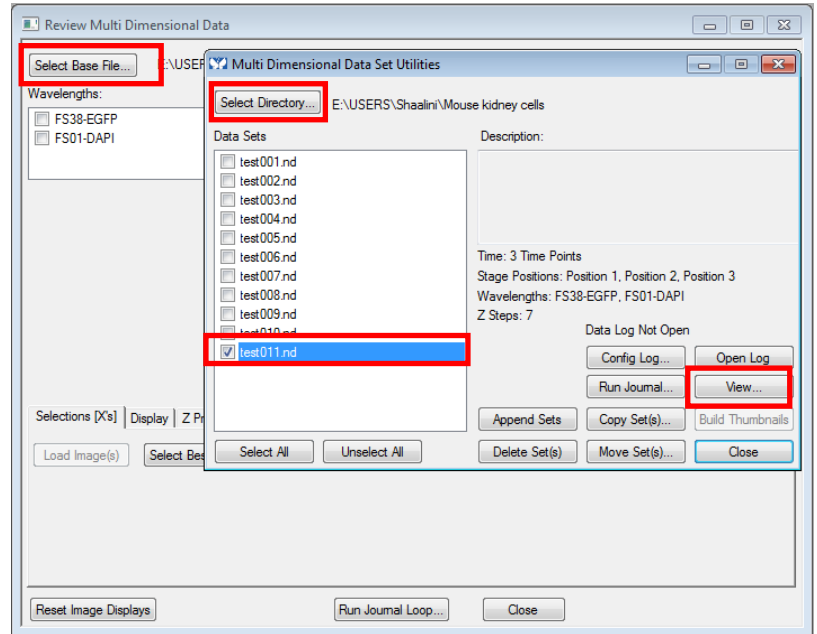 Review Multi Dimensional Data
Select Base File...
E:\USER
Wavelengths:
FS38-EGFP
FS01-DAPI
Multi Dimensional Data Set Utilities
Select Directory...
E:\USERS\Shaalini\Mouse kidney cells
Data Sets
Description:
test001.nd
test002.nd
test003.nd
test004.nd
test005.nd
test006.nd
test007.nd
test008.nd
test009.nd
test010.nd
test011.nd
Time: 3 Time Points
Stage Positions: Position 1, Position 2, Position 3
Wavelengths: FS38-EGFP, FS01-DAPI
Z Steps: 7
Data Log Not Open
Config Log...
Open Log
Run Journal...
View...
Append Sets
Copy Set(s)...
Build Thumbnails
Select All
Unselect All
Delete Set(s)
Move Set(s)...
Close
Selections [X's]
Display
Z Pr
Load Image(s)
Select Bes
Reset Image Displays
Run Journal Loop...
Close